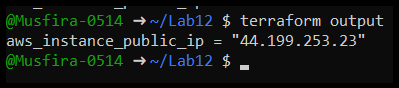 @Musfira-0514 ➜~/Lab12 $ terraform output
aws_instance_public_ip = "44.199.253.23"
@Musfira-0514 ➜~/Lab12 $